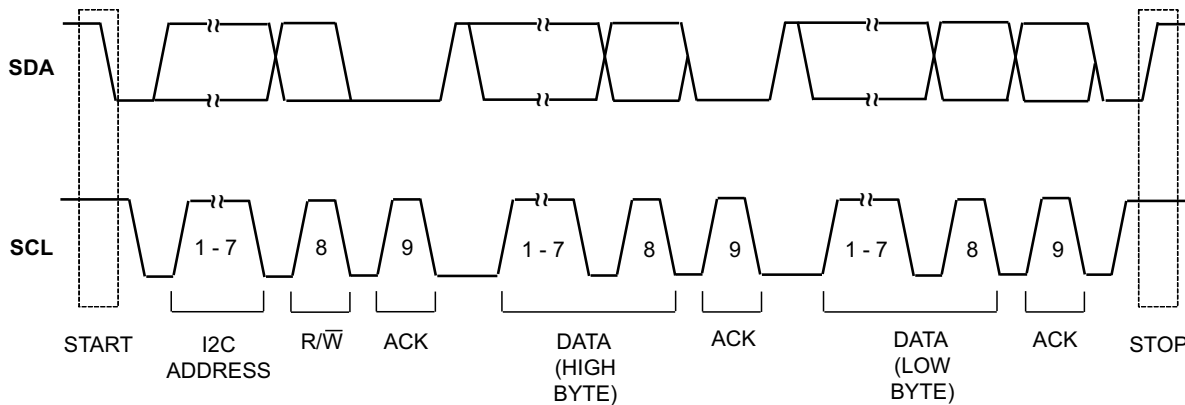 SDA
SCL
1 - 7
8
9
1 - 7
8
9
1 - 7
8
9
START
I2C
ADDRESS
R/W̅
ACK
DATA
(HIGH
BYTE)
ACK
DATA
(LOW
BYTE)
ACK
STOP